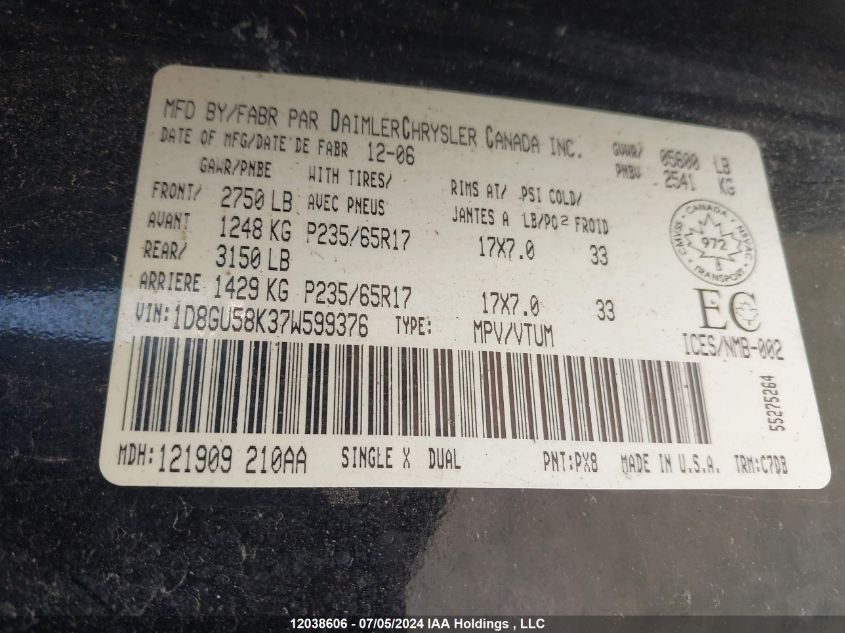 MFD BY/FABR PAR DAIMLERCHRYSLER CANADA INC.
DATE OF MFG/DATE DE FABR 12-06
GVWR/ 05600 LB
PNBV 2541 KG
GAWR/PNBE WITH TIRES/ RIMS AT/ PSI COLD/
FRONT/ 2750 LB AVEC PNEUS JANTES A LB/PO2 FROID
AVANT 1248 KG P235/65R17 17X7.0 33
REAR/ 3150 LB
ARRIERE 1429 KG P235/65R17 17X7.0 33
CANADA
CMVSS NSVAC
972
TRANSPORT
EC
VIN:1D8GU58K37W599376 TYPE: MPV/VTUM ICES/NMB-002
55275264
MDH:121909 210AA SINGLE X DUAL PNT:PX8 MADE IN U.S.A. TRM:C7DB
12038606 - 07/05/2024 IAA Holdings , LLC